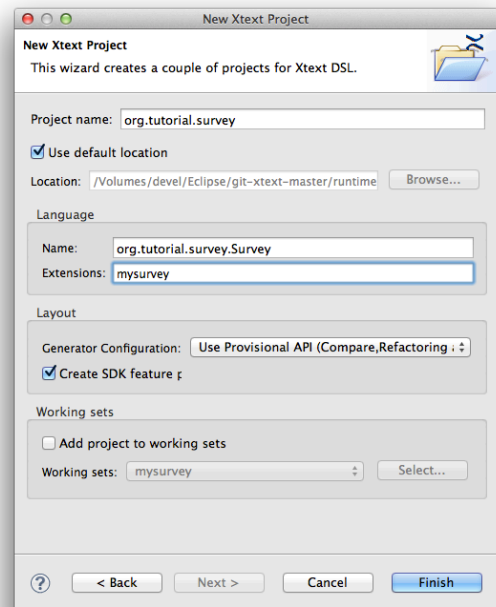 New Xtext Project
New Xtext Project
This wizard creates a couple of projects for Xtext DSL.
Project name: org.tutorial.survey
Use default location
Location: /Volumes/devel/Eclipse/git-xtext-master/runtime Browse...
Language
Name: org.tutorial.survey.Survey
Extensions: mysurvey
Layout
Generator Configuration: Use Provisional API (Compare,Refactoring
Create SDK feature p
Working sets
Add project to working sets
Working sets: mysurvey Select...
? < Back Next > Cancel Finish